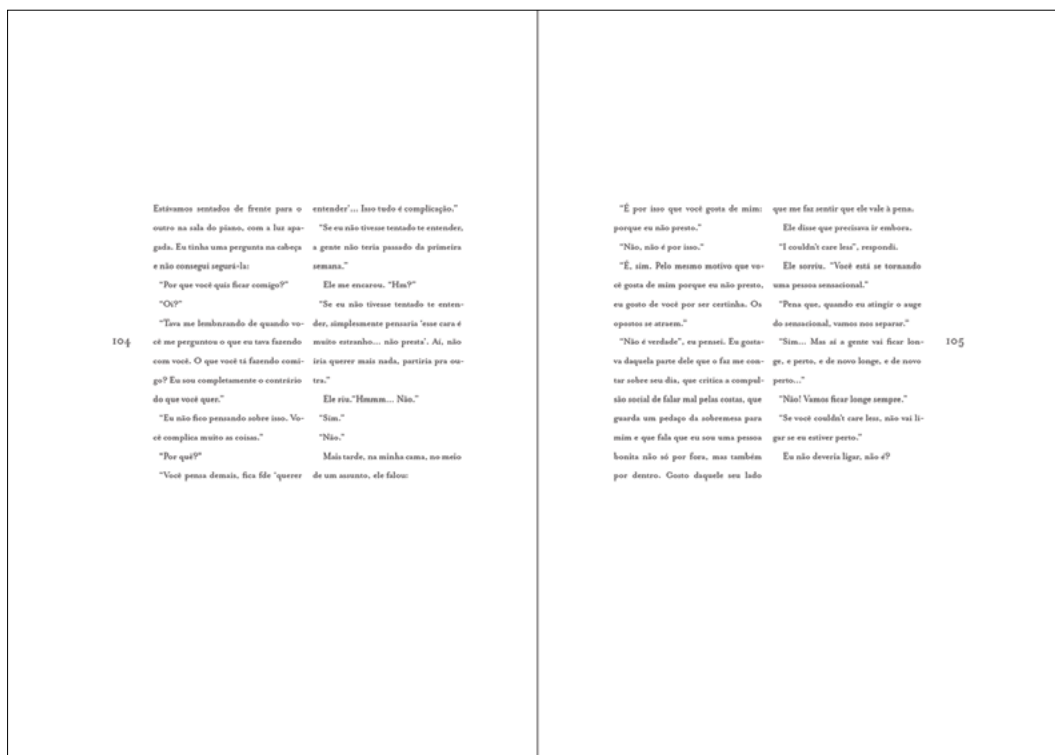 Estávamos sentados de frente para o
outro na sala do piano, com a luz apa-
gada. Eu tinha uma pergunta na cabeça
e não consegui segurá-la:
“Por que você quis ficar comigo?”
“Oi?”
“Tava me lembnrando de quando vo-
cê me perguntou o que eu tava fazendo
com você. O que você tá fazendo comi-
go? Eu sou completamente o contrário
do que você quer.”
“Eu não fico pensando sobre isso. Vo-
cê complica muito as coisas.”
“Por quê?”
“Você pensa demais, fica fde ‘querer
entender’... Isso tudo é complicação.”
“Se eu não tivesse tentado te entender,
a gente não teria passado da primeira
semana.”
Ele me encarou. “Hm?”
“Se eu não tivesse tentado te enten-
der, simplesmente pensaria ‘esse cara é
muito estranho... não presta’. Aí, não
iria querer mais nada, partiria pra ou-
tra.”
Ele riu.“Hmmm... Não.”
“Sim.”
“Não.”
Mais tarde, na minha cama, no meio
de um assunto, ele falou:
104
“É por isso que você gosta de mim:
porque eu não presto.”
“Não, não é por isso.”
“É, sim. Pelo mesmo motivo que vo-
cê gosta de mim porque eu não presto,
eu gosto de você por ser certinha. Os
opostos se atraem.”
“Não é verdade”, eu pensei. Eu gosta-
va daquela parte dele que o faz me con-
tar sobre seu dia, que critica a compul-
são social de falar mal pelas costas, que
guarda um pedaço da sobremesa para
mim e que fala que eu sou uma pessoa
bonita não só por fora, mas também
por dentro. Gosto daquele seu lado
que me faz sentir que ele vale à pena.
Ele disse que precisava ir embora.
“I couldn’t care less”, respondi.
Ele sorriu. “Você está se tornando
uma pessoa sensacional.”
“Pena que, quando eu atingir o auge
do sensacional, vamos nos separar.”
“Sim... Mas aí a gente vai ficar lon-
ge, e perto, e de novo longe, e de novo
perto...”
“Não! Vamos ficar longe sempre.”
“Se você couldn’t care less, não vai li-
gar se eu estiver perto.”
Eu não deveria ligar, não é?
105